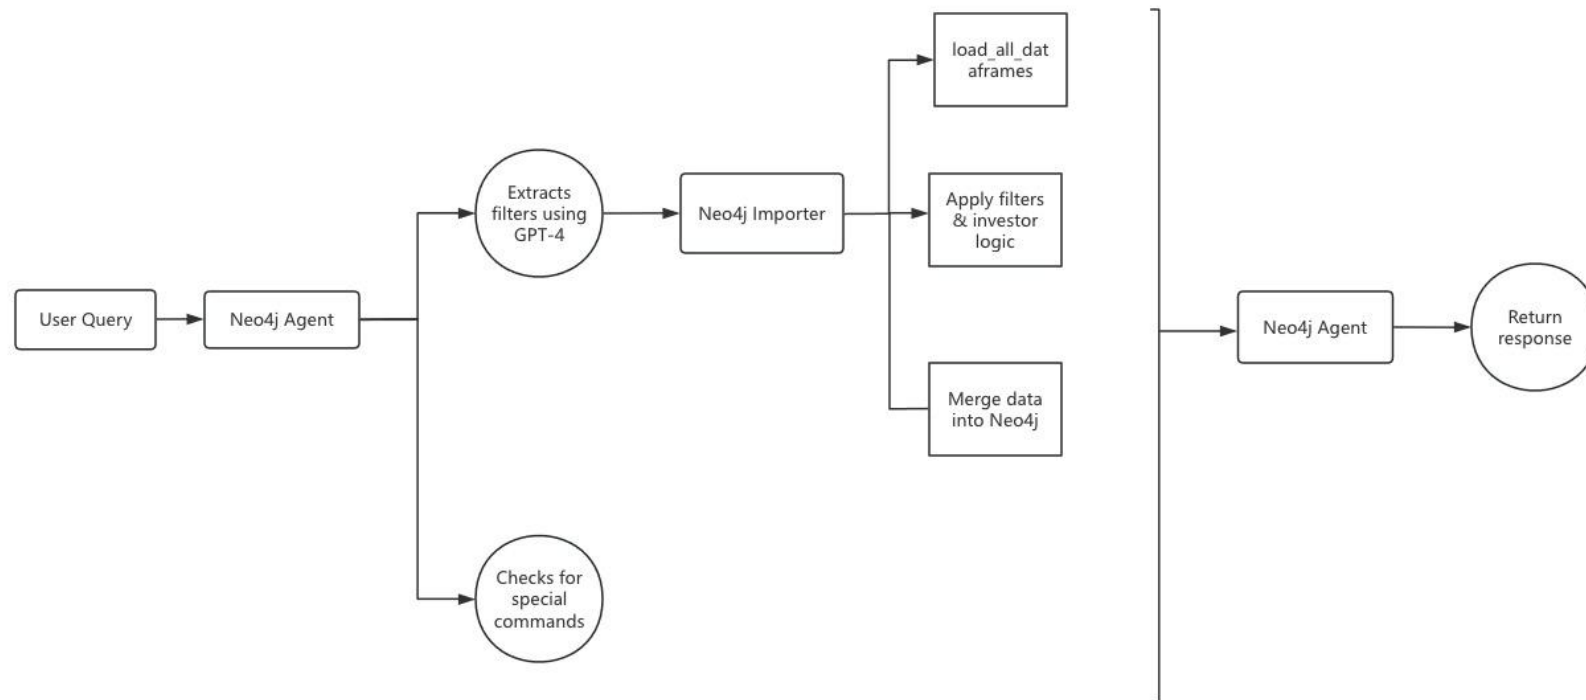 User Query
Neo4j Agent
Extracts
filters using
GPT-4
Checks for
special
commands
Neo4j Importer
load_all_dat
aframes
Apply filters
& investor
logic
Merge data
into Neo4j
Neo4j Agent
Return
response